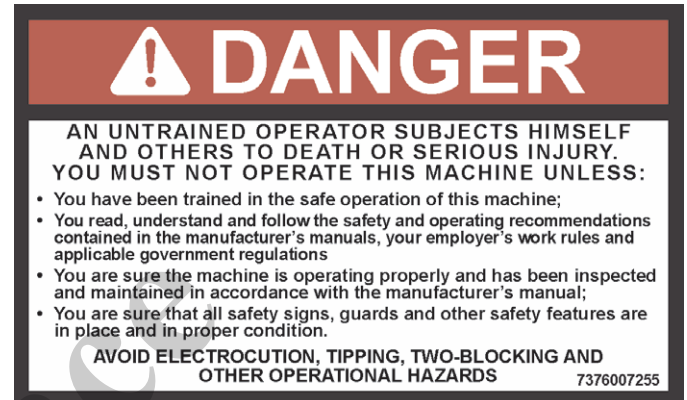 DANGER
AN UNTRAINED OPERATOR SUBJECTS HIMSELF
AND OTHERS TO DEATH OR SERIOUS INJURY.
YOU MUST NOT OPERATE THIS MACHINE UNLESS:
• You have been trained in the safe operation of this machine;
• You read, understand and follow the safety and operating recommendations
contained in the manufacturer's manuals, your employer's work rules and
applicable government regulations
• You are sure the machine is operating properly and has been inspected
and maintained in accordance with the manufacturer's manual;
• You are sure that all safety signs, guards and other safety features are
in place and in proper condition.
AVOID ELECTROCUTION, TIPPING, TWO-BLOCKING AND
OTHER OPERATIONAL HAZARDS
7376007255